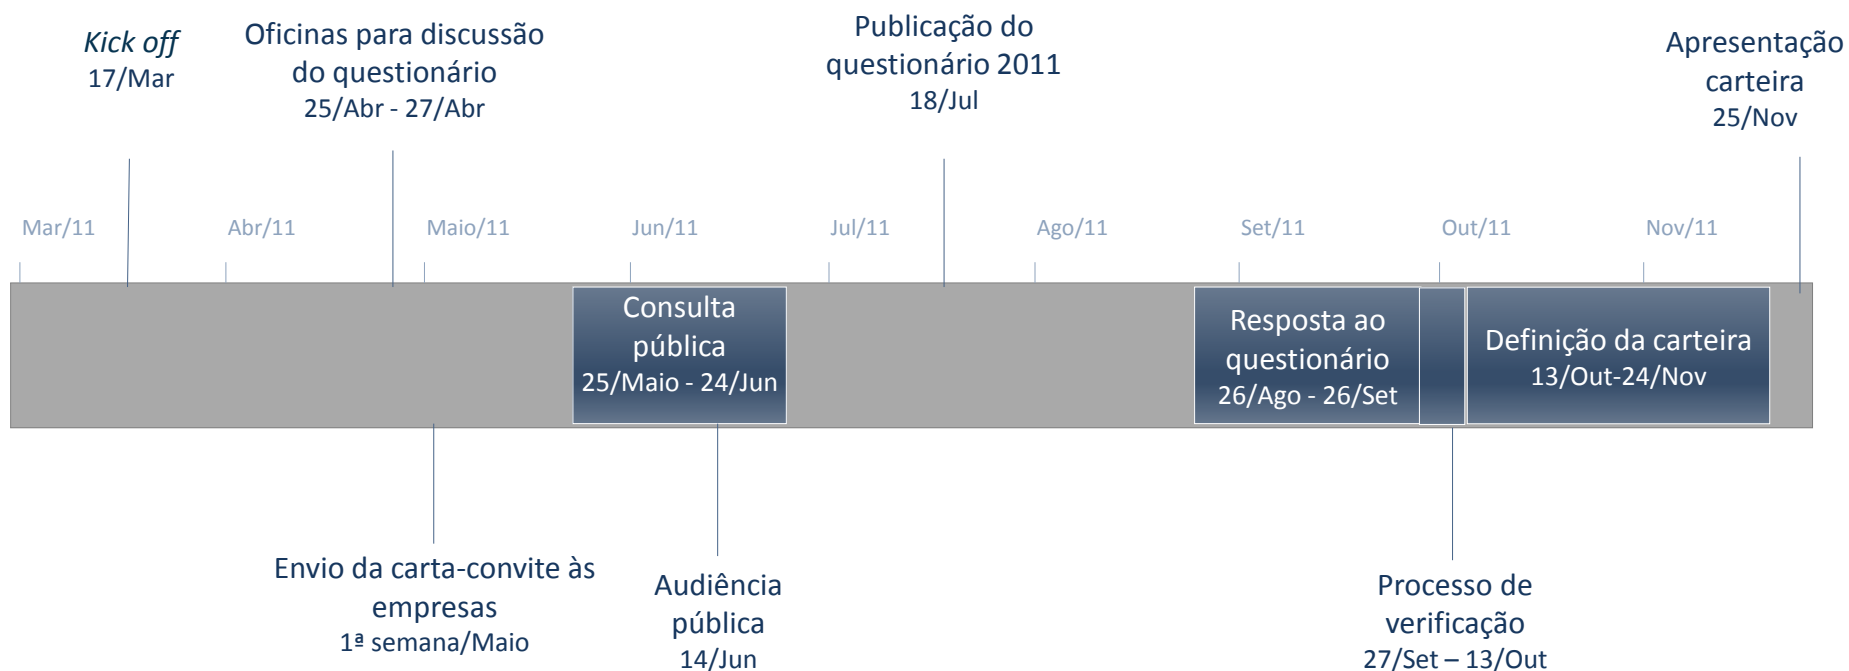 Kick off
17/Mar
Oficinas para discussão
do questionário
25/Abr - 27/Abr
Publicação do
questionário 2011
18/Jul
Apresentação
carteira
25/Nov
Mar/11
Abr/11
Maio/11
Jun/11
Jul/11
Ago/11
Set/11
Out/11
Nov/11
Consulta
pública
25/Maio - 24/Jun
Resposta ao
questionário
26/Ago - 26/Set
Definição da carteira
13/Out-24/Nov
Envio da carta-convite às
empresas
1ª semana/Maio
Audiência
pública
14/Jun
Processo de
verificação
27/Set – 13/Out